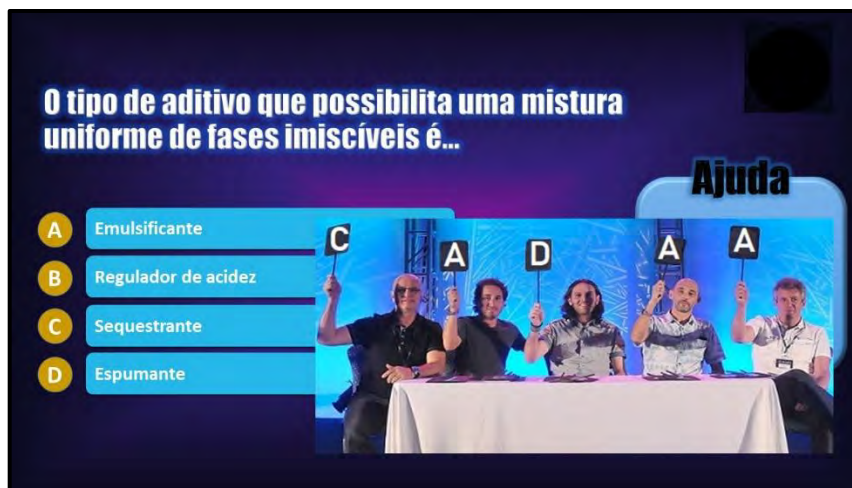 O tipo de aditivo que possibilita uma mistura
uniforme de fases imiscíveis é...
Ajuda
A Emulsificante
B Regulador de acidez
C Sequestrante
D Espumante
C A D A A